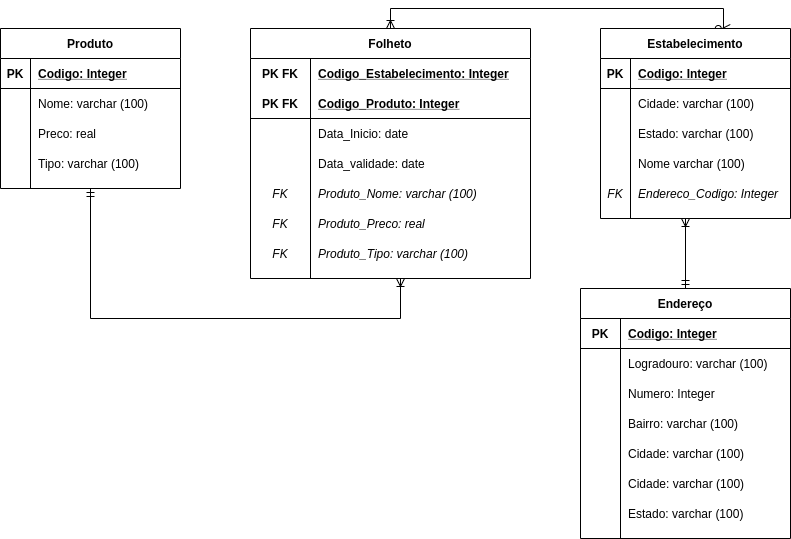 Produto
PK Codigo: Integer
Nome: varchar (100)
Preco: real
Tipo: varchar (100)
Folheto
PK FK Codigo_Estabelecimento: Integer
PK FK Codigo_Produto: Integer
Data_Inicio: date
Data_validade: date
FK Produto_Nome: varchar (100)
FK Produto_Preco: real
FK Produto_Tipo: varchar (100)
Estabelecimento
PK Codigo: Integer
Cidade: varchar (100)
Estado: varchar (100)
Nome varchar (100)
FK Endereco_Codigo: Integer
Endereço
PK Codigo: Integer
Logradouro: varchar (100)
Numero: Integer
Bairro: varchar (100)
Cidade: varchar (100)
Cidade: varchar (100)
Estado: varchar (100)